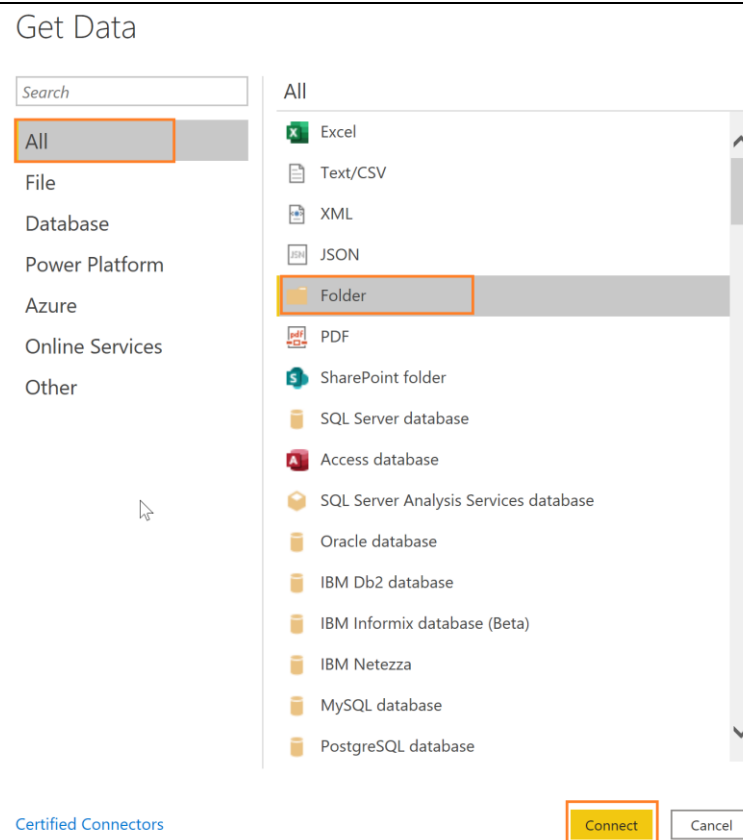 Get Data
Search
All
File
Database
Power Platform
Azure
Online Services
Other
All
Excel
Text/CSV
XML
JSON
Folder
PDF
SharePoint folder
SQL Server database
Access database
SQL Server Analysis Services database
Oracle database
IBM Db2 database
IBM Informix database (Beta)
IBM Netezza
MySQL database
PostgreSQL database
Certified Connectors
Connect
Cancel